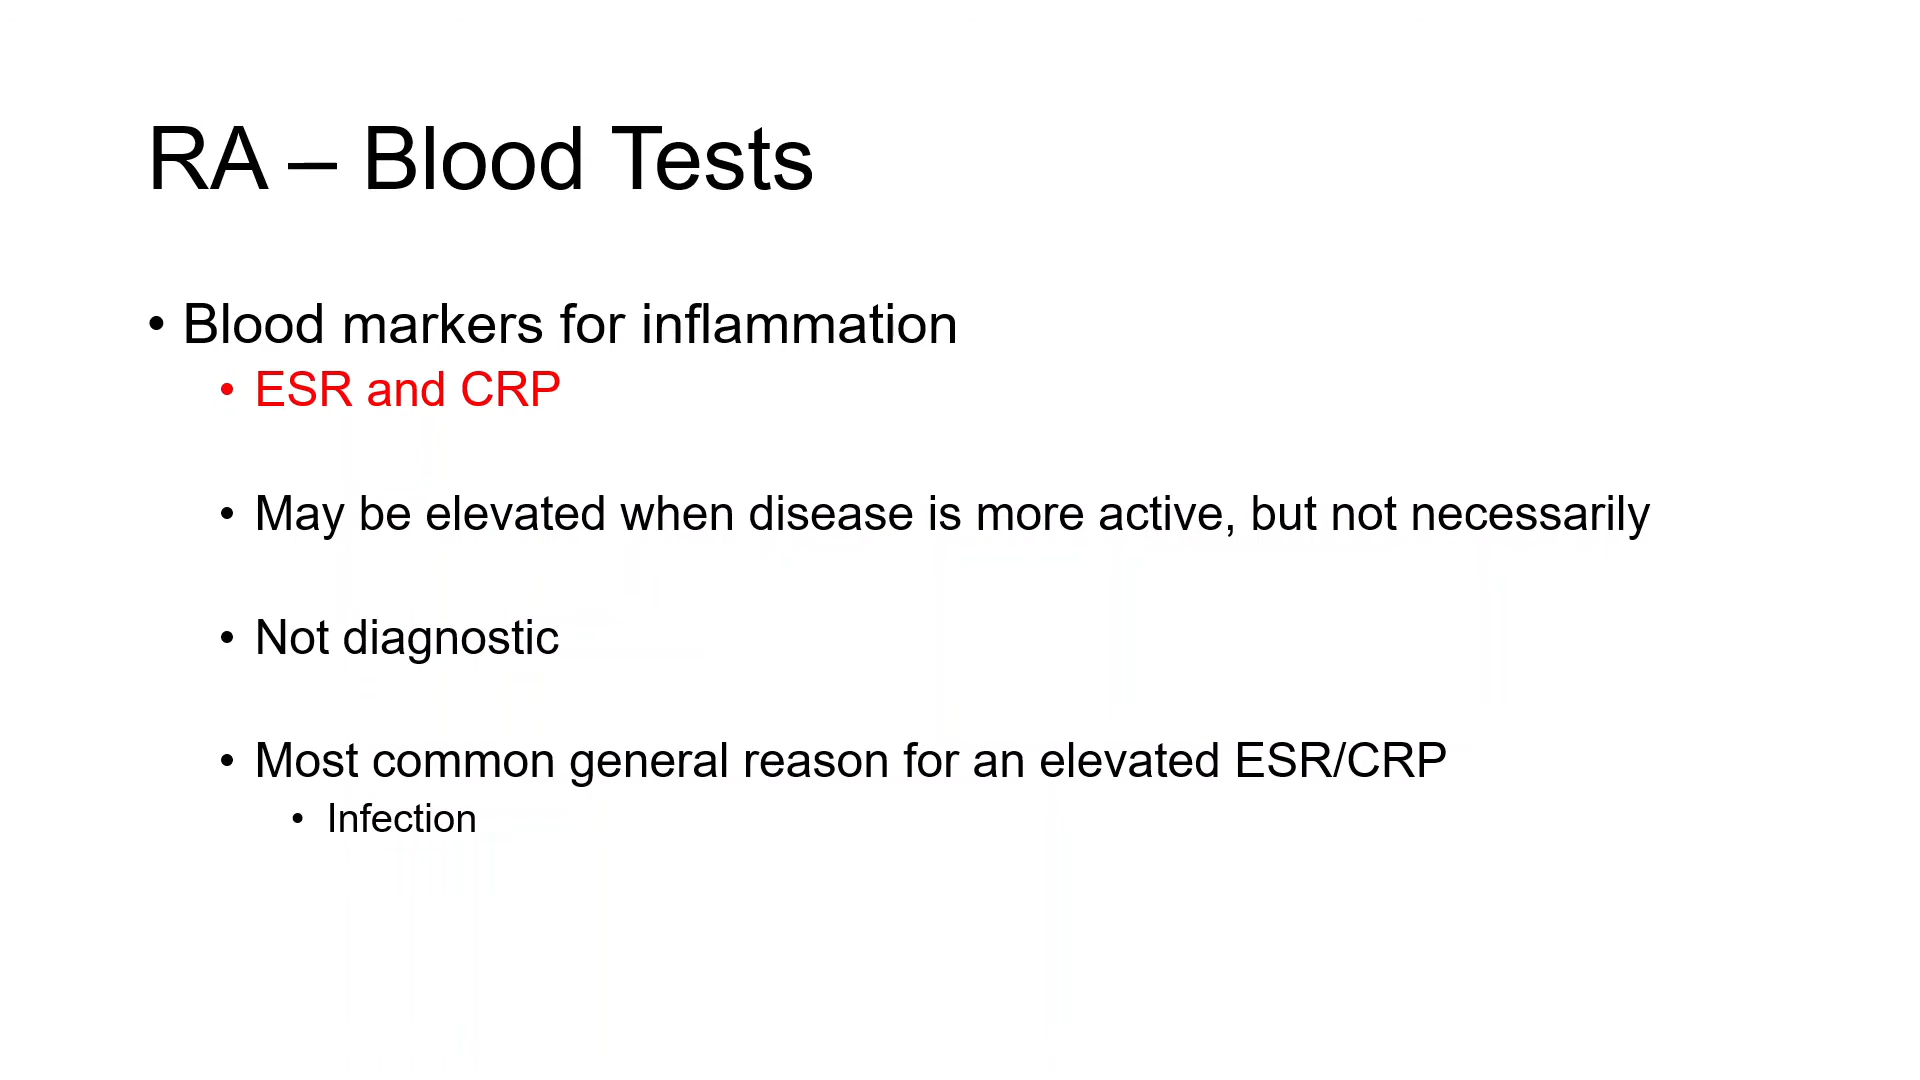 RA – Blood Tests
• Blood markers for inflammation
• ESR and CRP
• May be elevated when disease is more active, but not necessarily
• Not diagnostic
• Most common general reason for an elevated ESR/CRP
• Infection